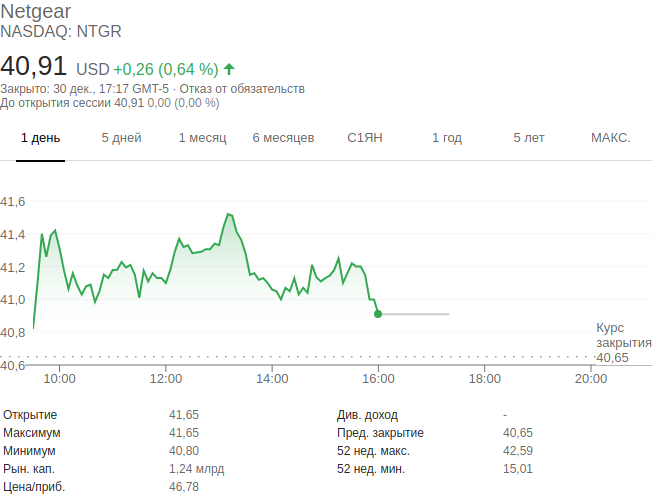 Netgear
NASDAQ: NTGR
40,91 USD +0,26 (0,64 %)
Закрыто: 30 дек., 17:17 GMT-5 · Отказ от обязательств
До открытия сессии 40,91 0,00 (0,00 %)
1 день 5 дней 1 месяц 6 месяцев С1ЯН 1 год 5 лет МАКС.
41,6
41,4
41,2
41,0
40,8
Курс
закрытия
40,65
40,6
10:00 12:00 14:00 16:00 18:00 20:00
Открытие 41,65 Див. доход -
Максимум 41,65 Пред. закрытие 40,65
Минимум 40,80 52 нед. макс. 42,59
Рын. кап. 1,24 млрд 52 нед. мин. 15,01
Цена/приб. 46,78